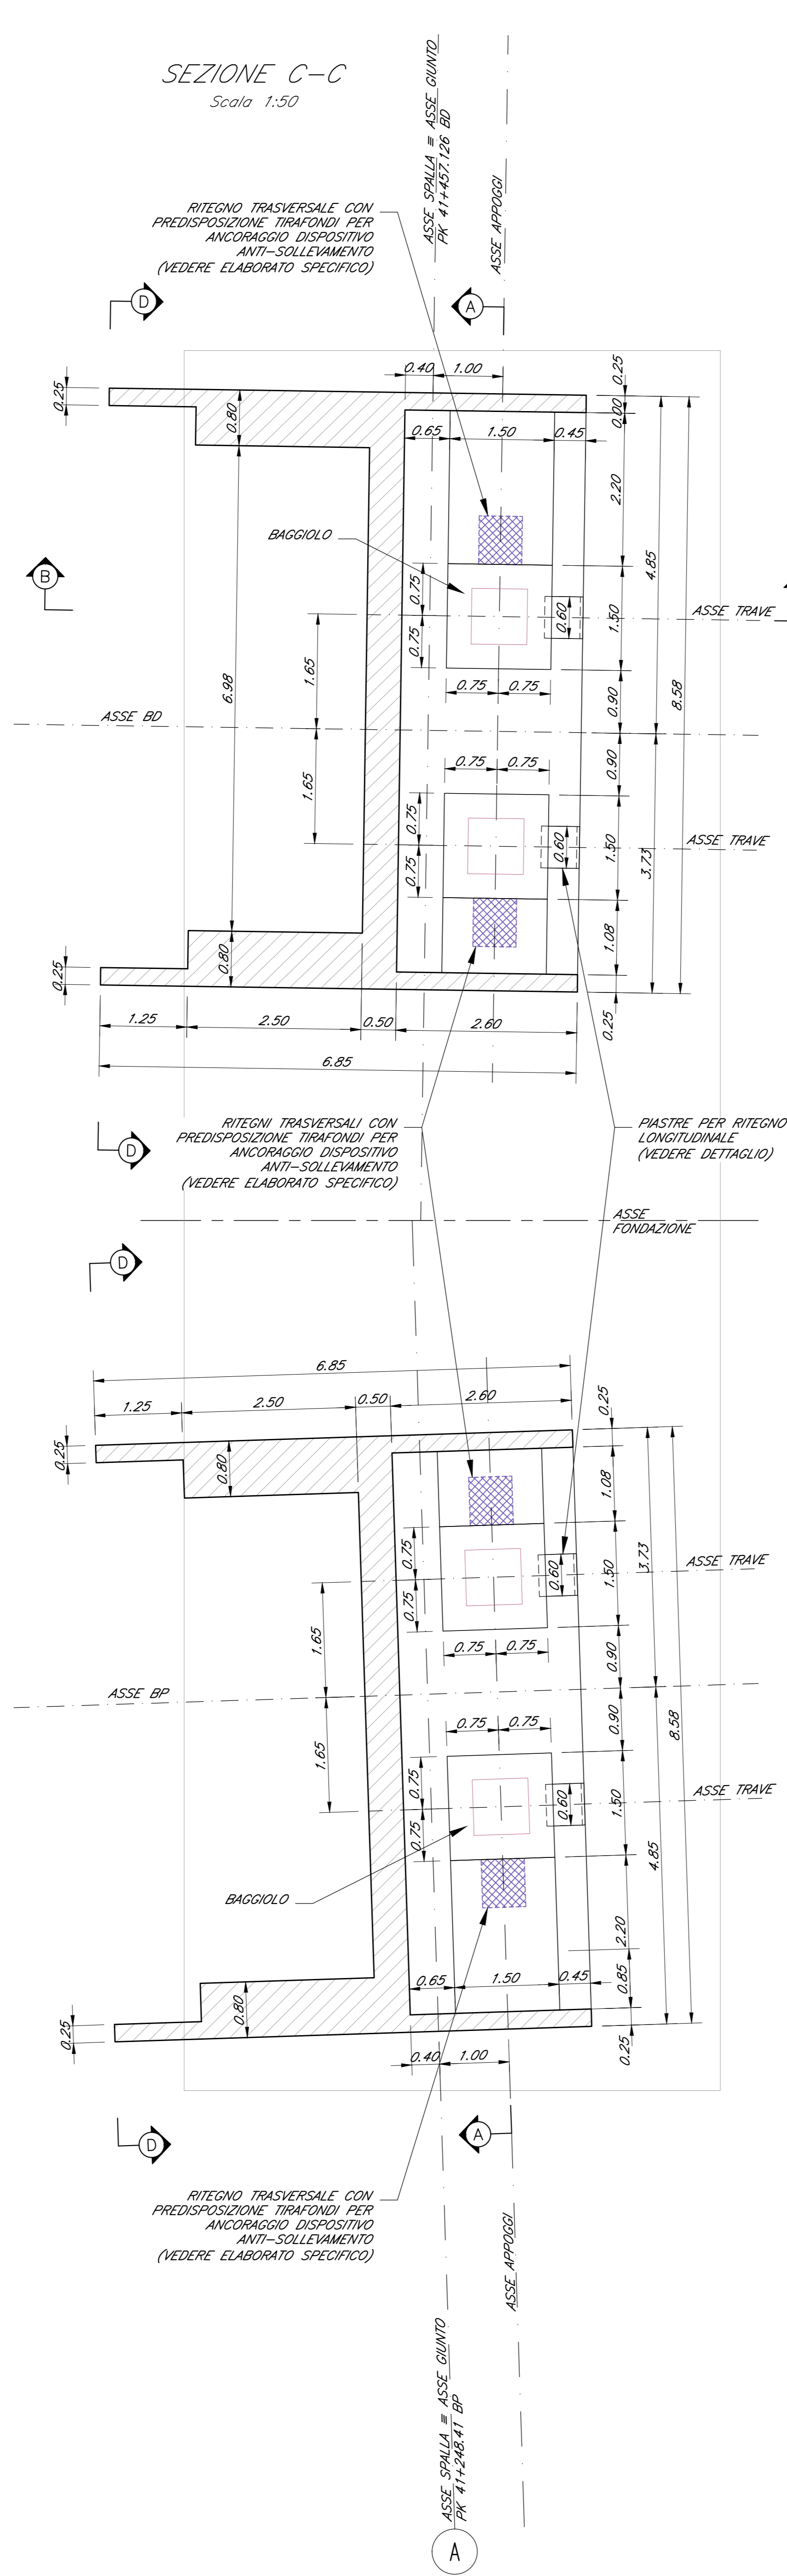 SEZIONE C-C
Scala 1:50
ASSE SPALLA ≡ ASSE GIUNTO
PK 41+457.126 BD
ASSE APPOGGI
RITEGNO TRASVERSALE CON
PREDISPOSIZIONE TIRAFONDI PER
ANCORAGGIO DISPOSITIVO
ANTI-SOLLEVAMENTO
(VEDERE ELABORATO SPECIFICO)
D
A
0.40
1.00
0.25
0.25
0.80
0.00
0.65
1.50
0.45
2.20
4.85
8.58
BAGGIOLO
B
0.75
0.75
0.60
1.50
ASSE TRAVE
6.98
1.65
0.75
0.75
0.90
ASSE BD
1.65
0.75
0.75
0.90
0.75
0.75
0.60
1.50
3.73
ASSE TRAVE
0.25
0.80
1.08
0.25
1.25
2.50
0.50
2.60
6.85
D
RITEGNI TRASVERSALI CON
PREDISPOSIZIONE TIRAFONDI PER
ANCORAGGIO DISPOSITIVO
ANTI-SOLLEVAMENTO
(VEDERE ELABORATO SPECIFICO)
PIASTRE PER RITEGNO
LONGITUDINALE
(VEDERE DETTAGLIO)
ASSE
FONDAZIONE
D
6.85
1.25
2.50
0.50
2.60
0.25
0.25
0.80
1.08
3.73
0.75
0.75
0.60
1.50
ASSE TRAVE
1.65
0.75
0.75
0.90
ASSE BP
1.65
0.75
0.75
0.90
8.58
0.75
0.75
0.60
1.50
ASSE TRAVE
4.85
BAGGIOLO
2.20
0.65
1.50
0.45
0.85
0.25
0.80
0.25
0.40
1.00
D
A
RITEGNO TRASVERSALE CON
PREDISPOSIZIONE TIRAFONDI PER
ANCORAGGIO DISPOSITIVO
ANTI-SOLLEVAMENTO
(VEDERE ELABORATO SPECIFICO)
ASSE APPOGGI
ASSE SPALLA ≡ ASSE GIUNTO
PK 41+248.41 BP
A